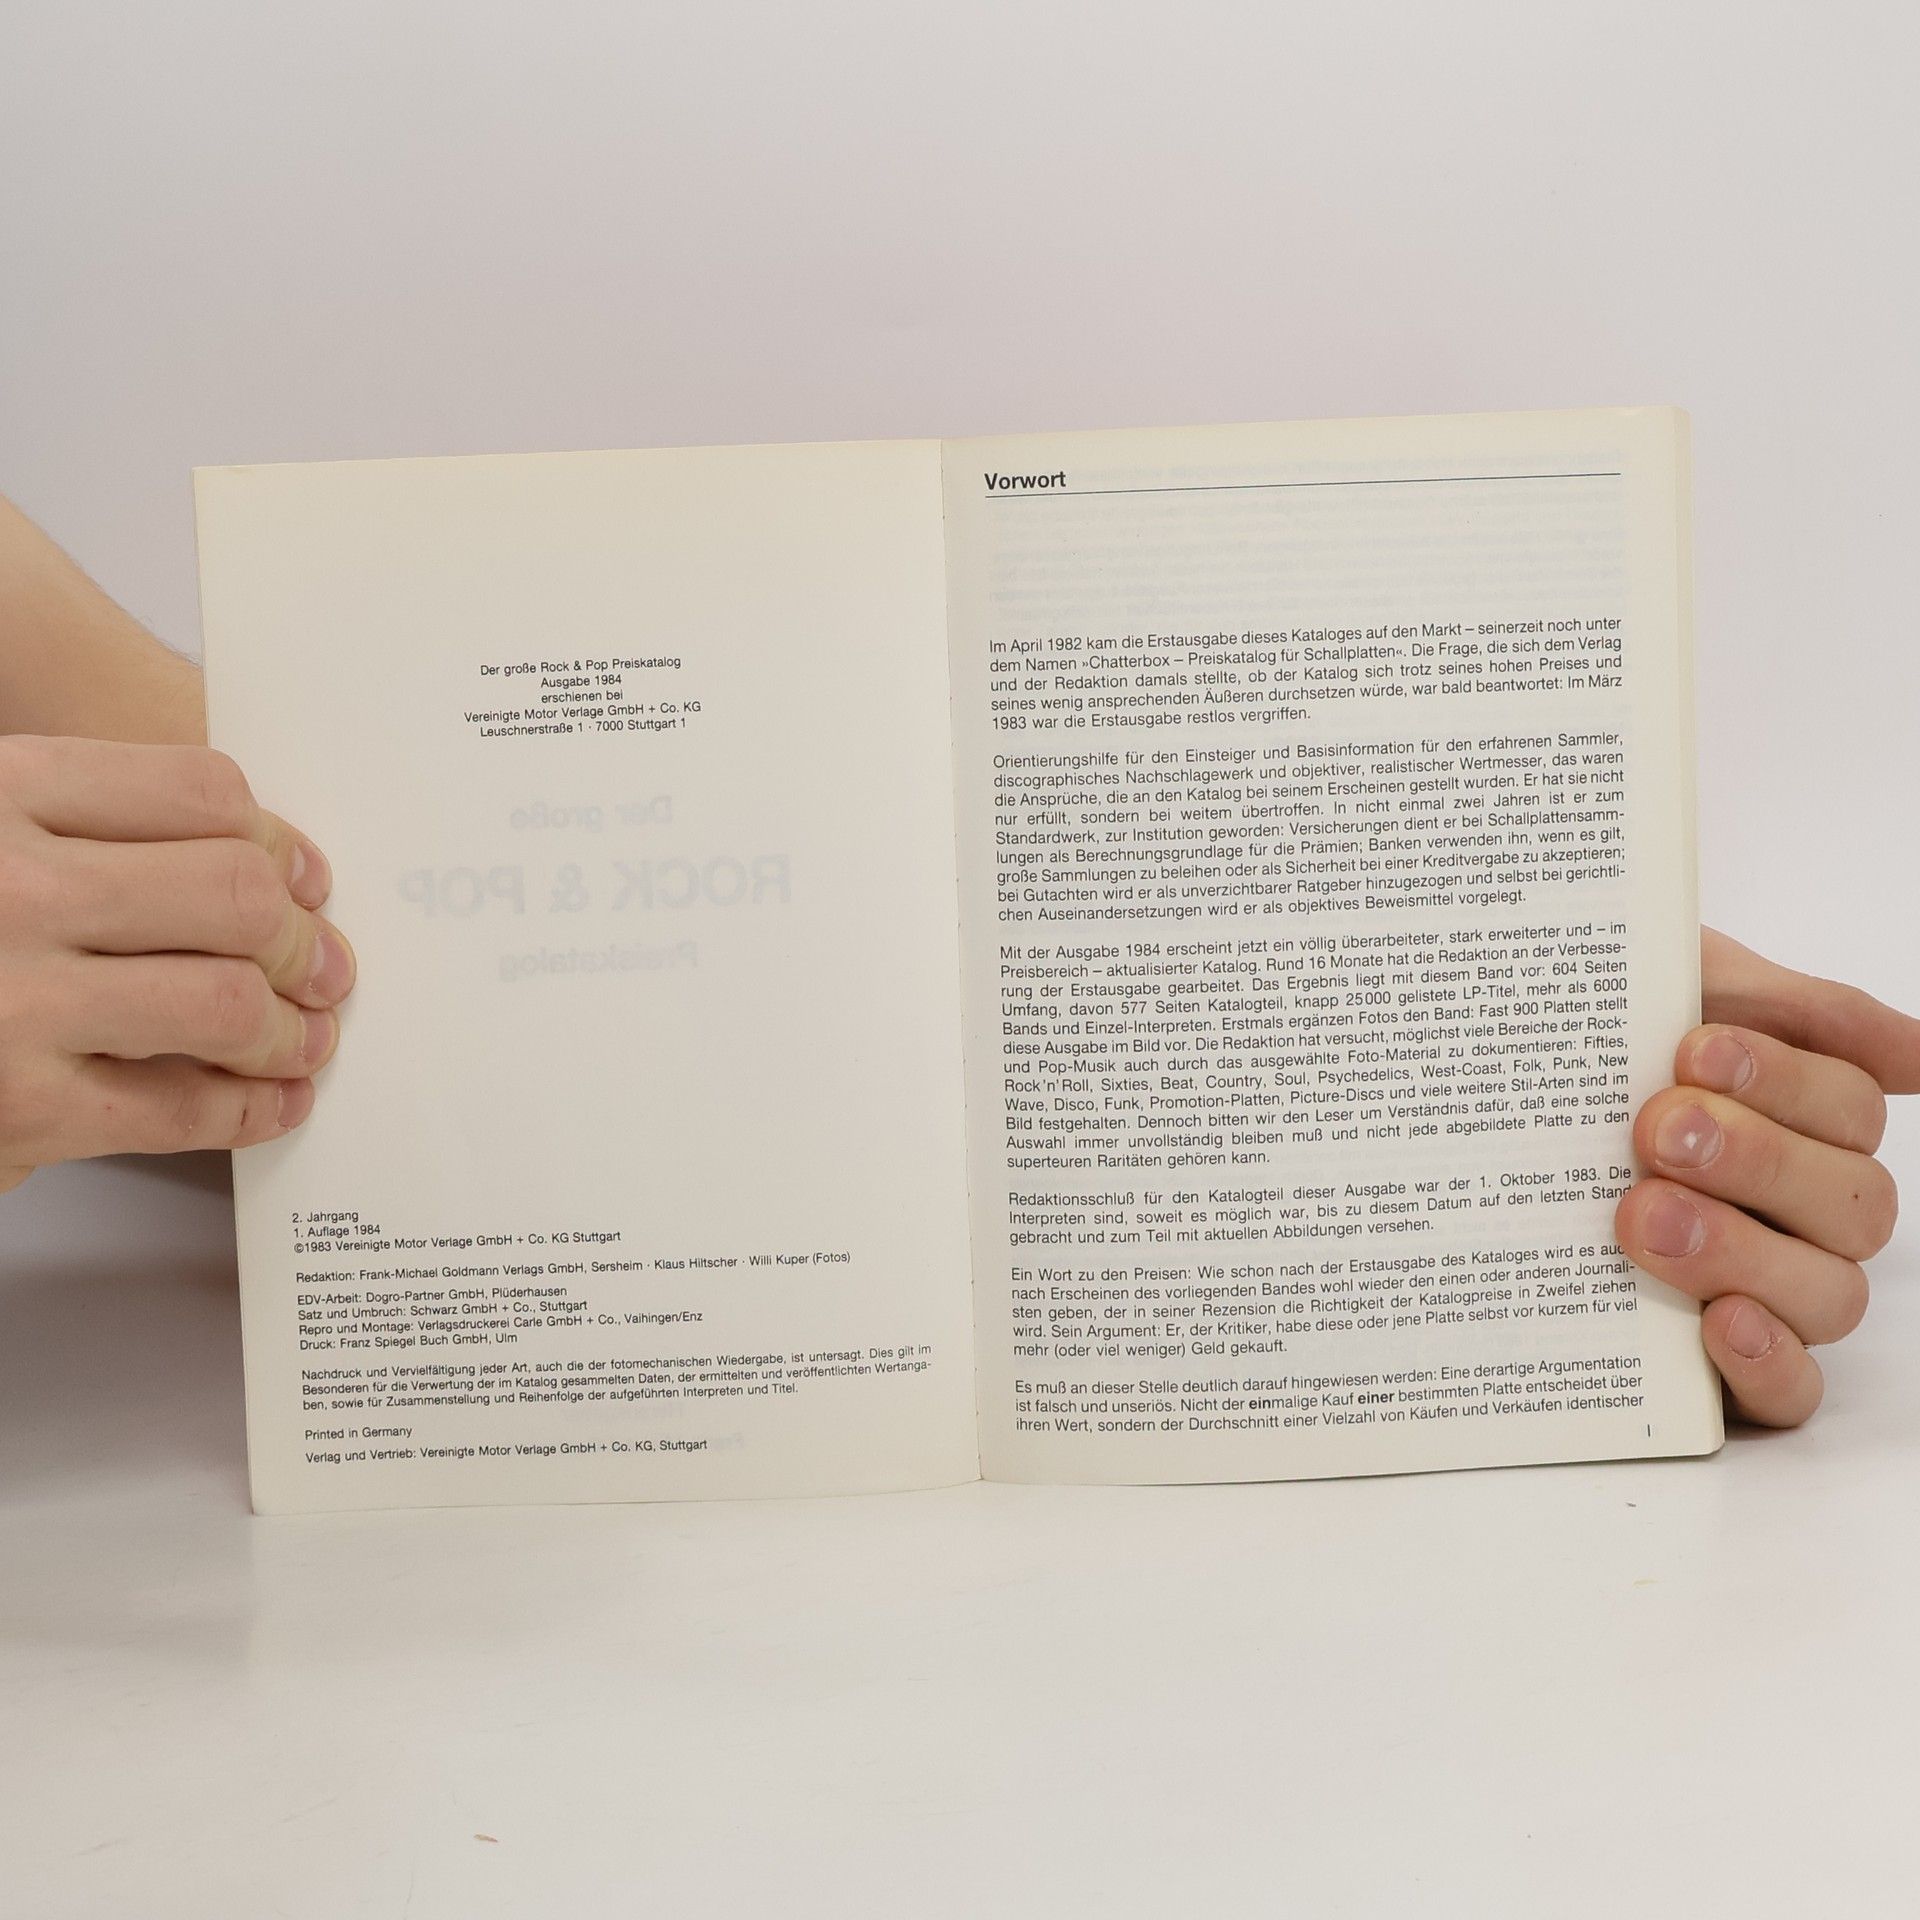 Der große Rock & Pop Preiskatalog
Ausgabe 1984
erschienen bei
Vereinigte Motor Verlage GmbH + Co. KG
Leuschnerstraße 1 · 7000 Stuttgart 1
Der große
ROCK & POP
Preiskatalog
2. Jahrgang
1. Auflage 1984
©1983 Vereinigte Motor Verlage GmbH + Co. KG Stuttgart
Redaktion: Frank-Michael Goldmann Verlags GmbH, Sersheim · Klaus Hiltscher · Willi Kuper (Fotos)
EDV-Arbeit: Dogro-Partner GmbH, Plüderhausen
Satz und Umbruch: Schwarz GmbH + Co., Stuttgart
Repro und Montage: Verlagsdruckerei Carle GmbH + Co., Vaihingen/Enz
Druck: Franz Spiegel Buch GmbH, Ulm
Nachdruck und Vervielfältigung jeder Art, auch die der fotomechanischen Wiedergabe, ist untersagt. Dies gilt im
Besonderen für die Verwertung der im Katalog gesammelten Daten, der ermittelten und veröffentlichten Wertanga-
ben, sowie für Zusammenstellung und Reihenfolge der aufgeführten Interpreten und Titel.
Printed in Germany
Verlag und Vertrieb: Vereinigte Motor Verlage GmbH + Co. KG, Stuttgart
Vorwort
Im April 1982 kam die Erstausgabe dieses Kataloges auf den Markt – seinerzeit noch unter
dem Namen »Chatterbox – Preiskatalog für Schallplatten«. Die Frage, die sich dem Verlag
und der Redaktion damals stellte, ob der Katalog sich trotz seines hohen Preises und
seines wenig ansprechenden Äußeren durchsetzen würde, war bald beantwortet: Im März
1983 war die Erstausgabe restlos vergriffen.
Orientierungshilfe für den Einsteiger und Basisinformation für den erfahrenen Sammler,
discographisches Nachschlagewerk und objektiver, realistischer Wertmesser, das waren
die Ansprüche, die an den Katalog bei seinem Erscheinen gestellt wurden. Er hat sie nicht
nur erfüllt, sondern bei weitem übertroffen. In nicht einmal zwei Jahren ist er zum
Standardwerk, zur Institution geworden: Versicherungen dient er bei Schallplattensamm-
lungen als Berechnungsgrundlage für die Prämien; Banken verwenden ihn, wenn es gilt,
große Sammlungen zu beleihen oder als Sicherheit bei einer Kreditvergabe zu akzeptieren;
bei Gutachten wird er als unverzichtbarer Ratgeber hinzugezogen und selbst bei gerichtli-
chen Auseinandersetzungen wird er als objektives Beweismittel vorgelegt.
Mit der Ausgabe 1984 erscheint jetzt ein völlig überarbeiteter, stark erweiterter und – im
Preisbereich – aktualisierter Katalog. Rund 16 Monate hat die Redaktion an der Verbesse-
rung der Erstausgabe gearbeitet. Das Ergebnis liegt mit diesem Band vor: 604 Seiten
Umfang, davon 577 Seiten Katalogteil, knapp 25000 gelistete LP-Titel, mehr als 6000
Bands und Einzel-Interpreten. Erstmals ergänzen Fotos den Band: Fast 900 Platten stellt
diese Ausgabe im Bild vor. Die Redaktion hat versucht, möglichst viele Bereiche der Rock-
und Pop-Musik auch durch das ausgewählte Foto-Material zu dokumentieren: Fifties,
Rock'n'Roll, Sixties, Beat, Country, Soul, Psychedelics, West-Coast, Folk, Punk, New
Wave, Disco, Funk, Promotion-Platten, Picture-Discs und viele weitere Stil-Arten sind im
Bild festgehalten. Dennoch bitten wir den Leser um Verständnis dafür, daß eine solche
Auswahl immer unvollständig bleiben muß und nicht jede abgebildete Platte zu den
superteuren Raritäten gehören kann.
Redaktionsschluß für den Katalogteil dieser Ausgabe war der 1. Oktober 1983. Die
Interpreten sind, soweit es möglich war, bis zu diesem Datum auf den letzten Stand
gebracht und zum Teil mit aktuellen Abbildungen versehen.
Ein Wort zu den Preisen: Wie schon nach der Erstausgabe des Kataloges wird es auch
nach Erscheinen des vorliegenden Bandes wohl wieder den einen oder anderen Journali-
sten geben, der in seiner Rezension die Richtigkeit der Katalogpreise in Zweifel ziehen
wird. Sein Argument: Er, der Kritiker, habe diese oder jene Platte selbst vor kurzem für viel
mehr (oder viel weniger) Geld gekauft.
Es muß an dieser Stelle deutlich darauf hingewiesen werden: Eine derartige Argumentation
ist falsch und unseriös. Nicht der einmalige Kauf einer bestimmten Platte entscheidet über
ihren Wert, sondern der Durchschnitt einer Vielzahl von Käufen und Verkäufen identischer
I